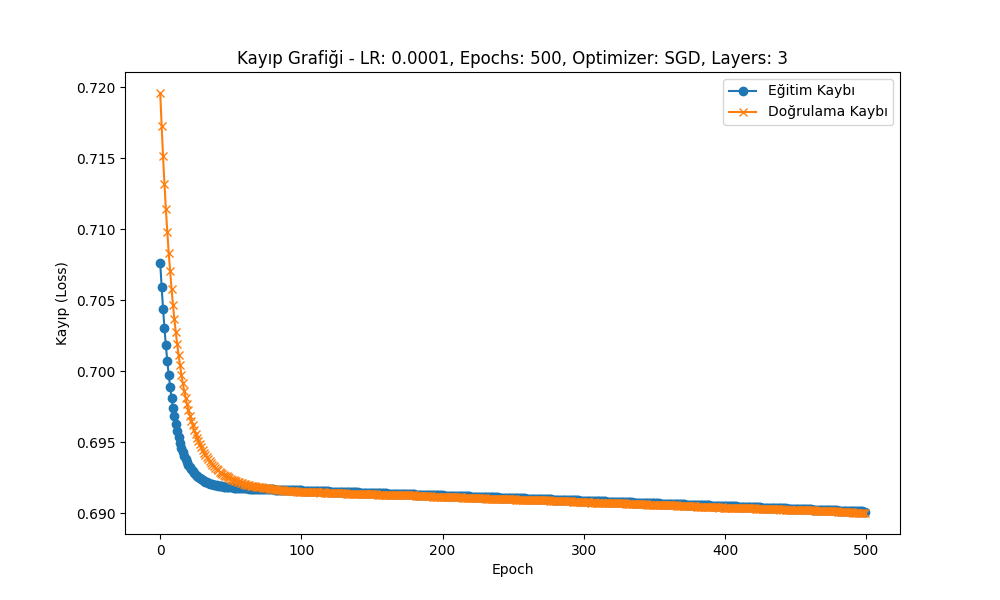 Kayıp Grafiği - LR: 0.0001, Epochs: 500, Optimizer: SGD, Layers: 3
Eğitim Kaybı
Doğrulama Kaybı
Kayıp (Loss)
0.720
0.715
0.710
0.705
0.700
0.695
0.690
0 100 200 300 400 500
Epoch